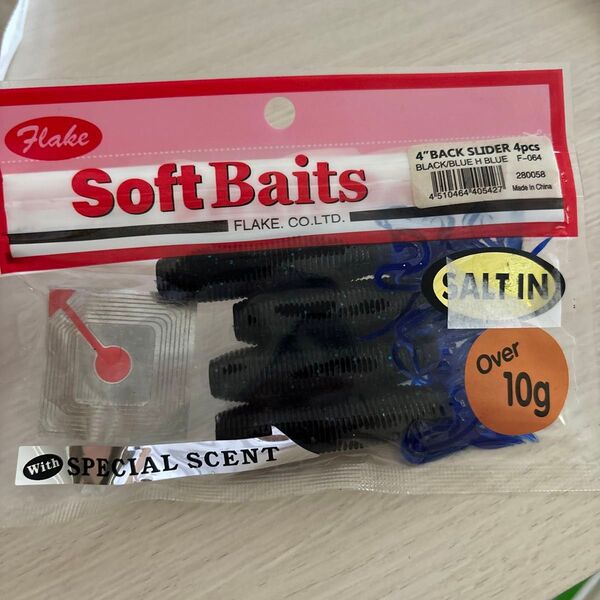 Flake
Soft Baits
FLAKE. CO.LTD.
4" BACK SLIDER 4pcs
BLACK/BLUE H BLUE F-064
280058
4 510464 405427
Made in China
SALT IN
Over
10g
With SPECIAL SCENT